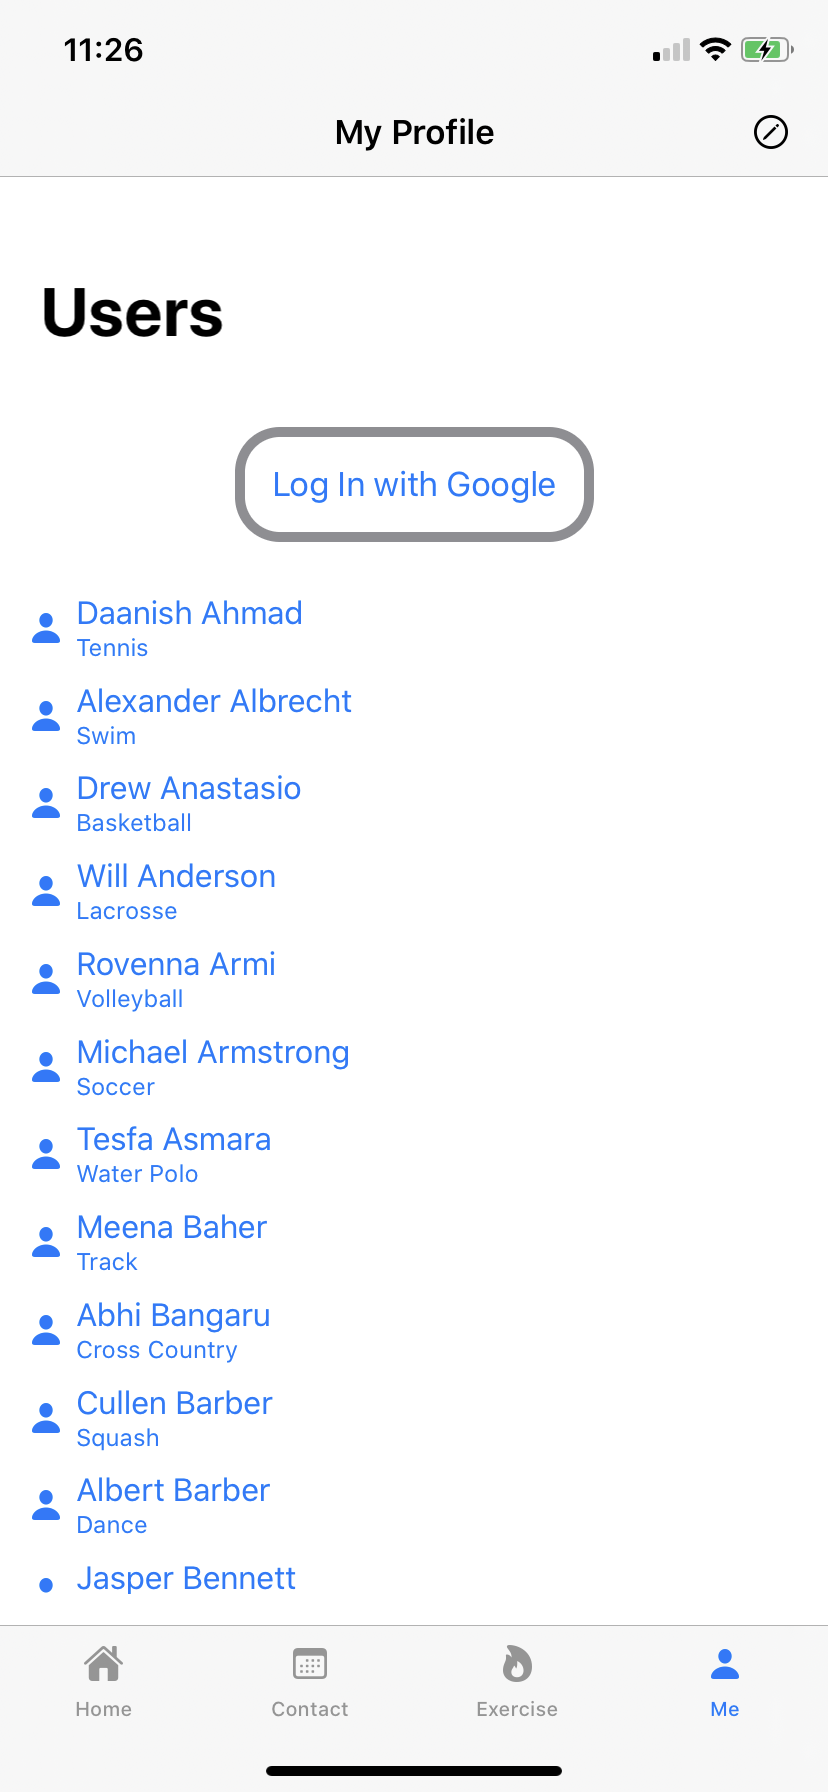 11:26
My Profile
Users
Log In with Google
Daanish Ahmad
Tennis
Alexander Albrecht
Swim
Drew Anastasio
Basketball
Will Anderson
Lacrosse
Rovenna Armi
Volleyball
Michael Armstrong
Soccer
Tesfa Asmara
Water Polo
Meena Baher
Track
Abhi Bangaru
Cross Country
Cullen Barber
Squash
Albert Barber
Dance
Jasper Bennett
Home
Contact
Exercise
Me